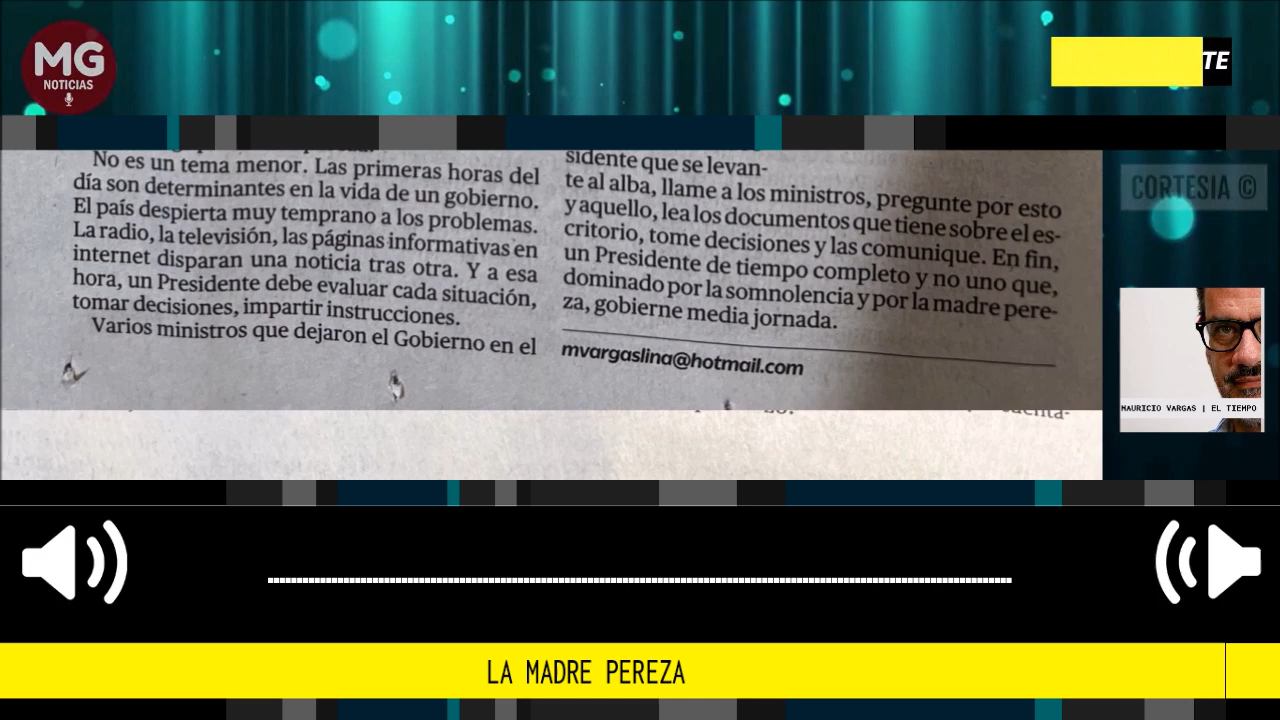 MG
NOTICIAS
TE
No es un tema menor. Las primeras horas del
día son determinantes en la vida de un gobierno.
El país despierta muy temprano a los problemas.
La radio, la televisión, las páginas informativas en
internet disparan una noticia tras otra. Y a esa
hora, un Presidente debe evaluar cada situación,
tomar decisiones, impartir instrucciones.
Varios ministros que dejaron el Gobierno en el
sidente que se levan-
te al alba, llame a los ministros, pregunte por esto
y aquello, lea los documentos que tiene sobre el es-
critorio, tome decisiones y las comunique. En fin,
un Presidente de tiempo completo y no uno que,
dominado por la somnolencia y por la madre pere-
za, gobierne media jornada.
mvargaslina@hotmail.com
CORTESIA ©
MAURICIO VARGAS | EL TIEMPO
LA MADRE PEREZA